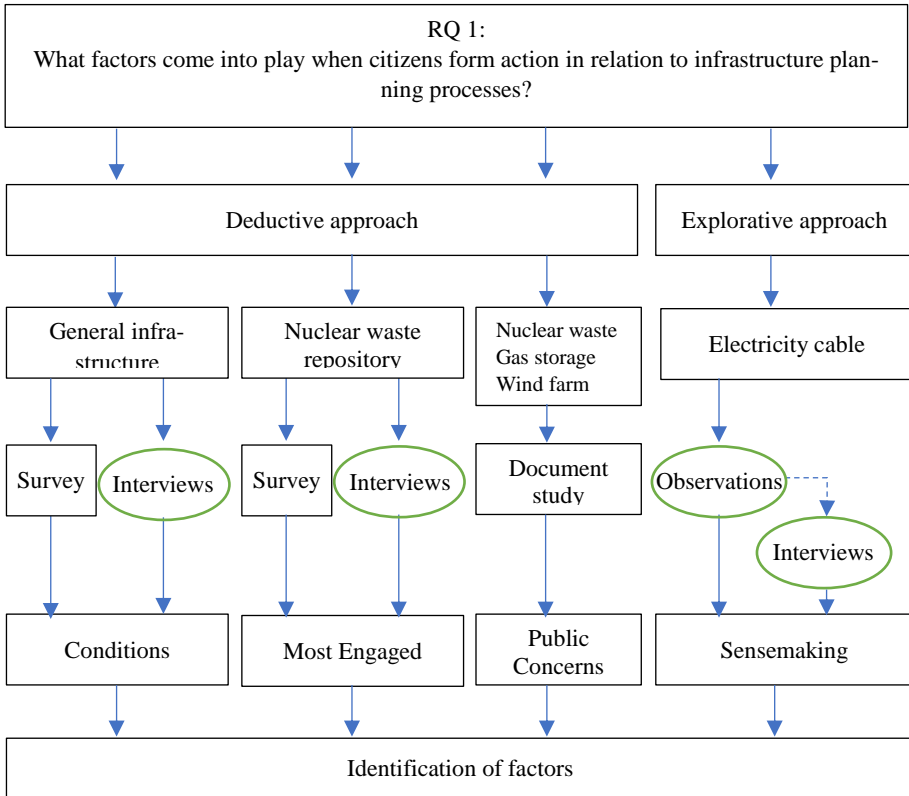 RQ 1:
What factors come into play when citizens form action in relation to infrastructure plan-
ning processes?
Deductive approach
Explorative approach
General infra-
structure
Nuclear waste
repository
Nuclear waste
Gas storage
Wind farm
Electricity cable
Survey
Interviews
Survey
Interviews
Document
study
Observations
Interviews
Conditions
Most Engaged
Public
Concerns
Sensemaking
Identification of factors